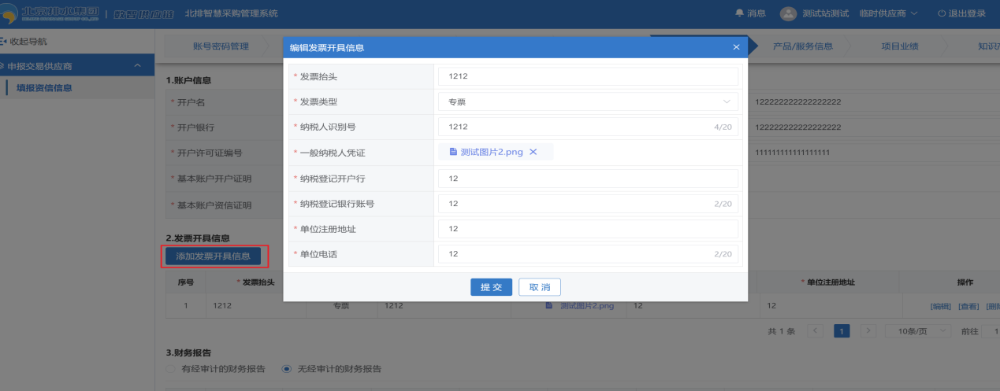 北京排水集团 | 数智供应链 北排智慧采购管理系统 消息 测试站测试 临时供应商 退出登录
收起导航
申报交易供应商
填报资信信息
账号密码管理 产品/服务信息 项目业绩
编辑发票开具信息
* 发票抬头 1212
* 发票类型 专票
* 纳税人识别号 1212 4/20
* 一般纳税人凭证 测试图片2.png
* 纳税登记开户行 12
* 纳税登记银行账号 12 2/20
* 单位注册地址 12
* 单位电话 12 2/20
提交 取消
1.账户信息
* 开户名 122222222222222222
* 开户银行 122222222222222222
* 开户许可证编号 111111111111111111
* 基本账户开户证明
* 基本账户资信证明
2.发票开具信息
添加发票开具信息
序号 * 发票抬头 * 单位注册地址 操作
1 1212 专票 1212 测试图片2.png 12 12 [编辑] [查看]
共 1 条 < 1 > 10条/页 前往 1
3.财务报告
有经审计的财务报告 无经审计的财务报告